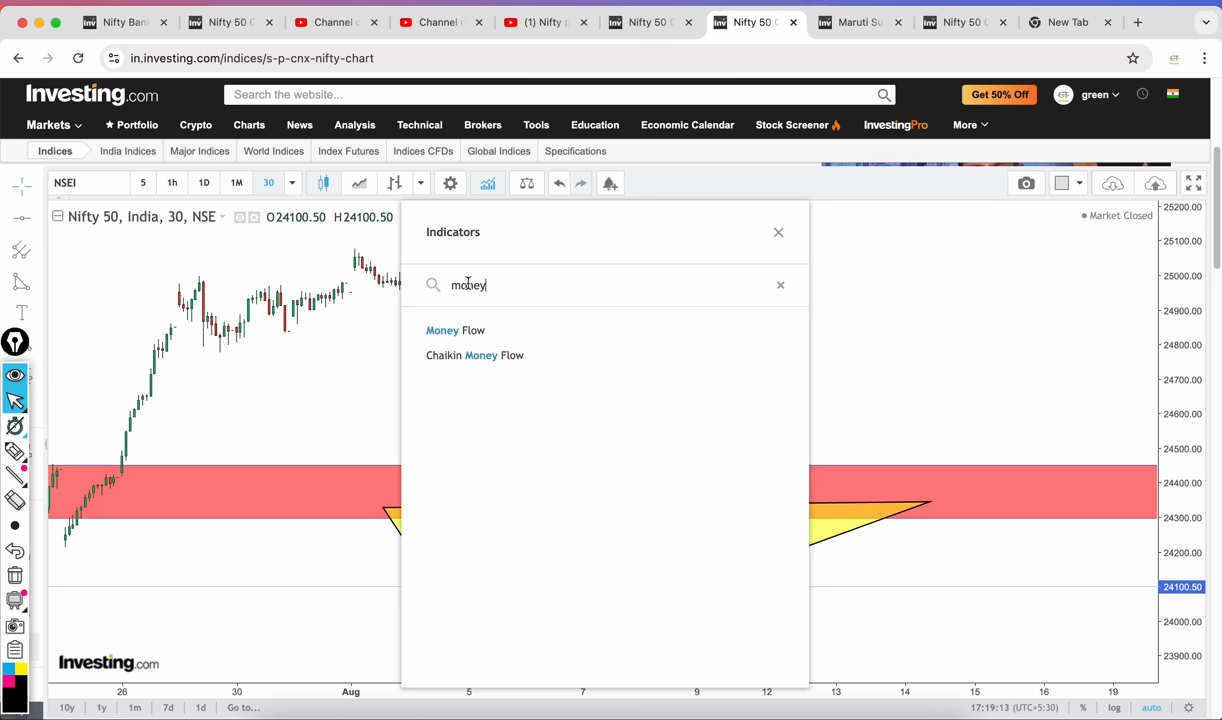 Nifty Ban
Nifty 50 C
Channel c
Channel c
(1) Nifty p
Nifty 50 C
Nifty 50 C
Maruti Su
Nifty 50 C
New Tab
in.investing.com/indices/s-p-cnx-nifty-chart
Investing.com
Search the website...
Get 50% Off
GT
green
Markets
Portfolio
Crypto
Charts
News
Analysis
Technical
Brokers
Tools
Education
Economic Calendar
Stock Screener
InvestingPro
More
Indices
India Indices
Major Indices
World Indices
Index Futures
Indices CFDs
Global Indices
Specifications
NSEI
5
1h
1D
1M
30
Nifty 50, India, 30, NSE
O24100.50 H24100.50
Market Closed
Indicators
money
Money Flow
Chaikin Money Flow
25200.00
25100.00
25000.00
24900.00
24800.00
24700.00
24600.00
24500.00
24400.00
24300.00
24200.00
24100.50
24000.00
23900.00
Investing.com
26
30
Aug
5
7
9
12
13
14
15
16
19
10y
1y
1m
7d
1d
Go to...
17:19:13 (UTC+5:30)
%
log
auto